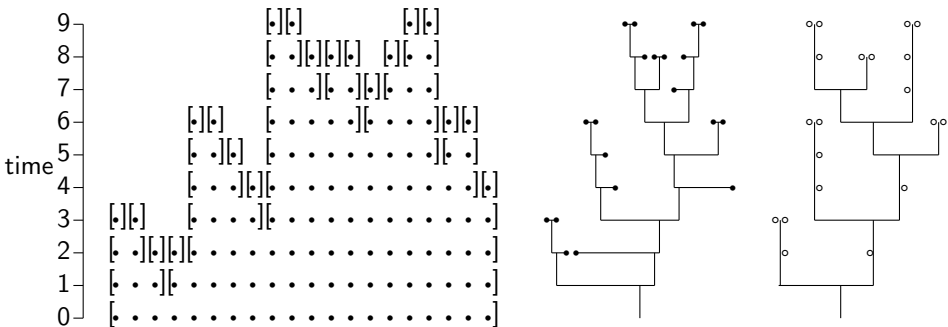 9 [•][•] [•][•]
8 [• •][•][•][•] [•][• •]
7 [• • •][• •][•][• • •]
6 [•][•] [• • • • •][• • • •][•][•]
5 [• •][•] [• • • • • • • • •][• •]
time
4 [• • •][•][• • • • • • • • • • •][•]
3 [•][•] [• • • •][• • • • • • • • • • • •]
2 [• •][•][•][• • • • • • • • • • • • • • • •]
1 [• • •][• • • • • • • • • • • • • • • • •]
0 [• • • • • • • • • • • • • • • • • • • •]